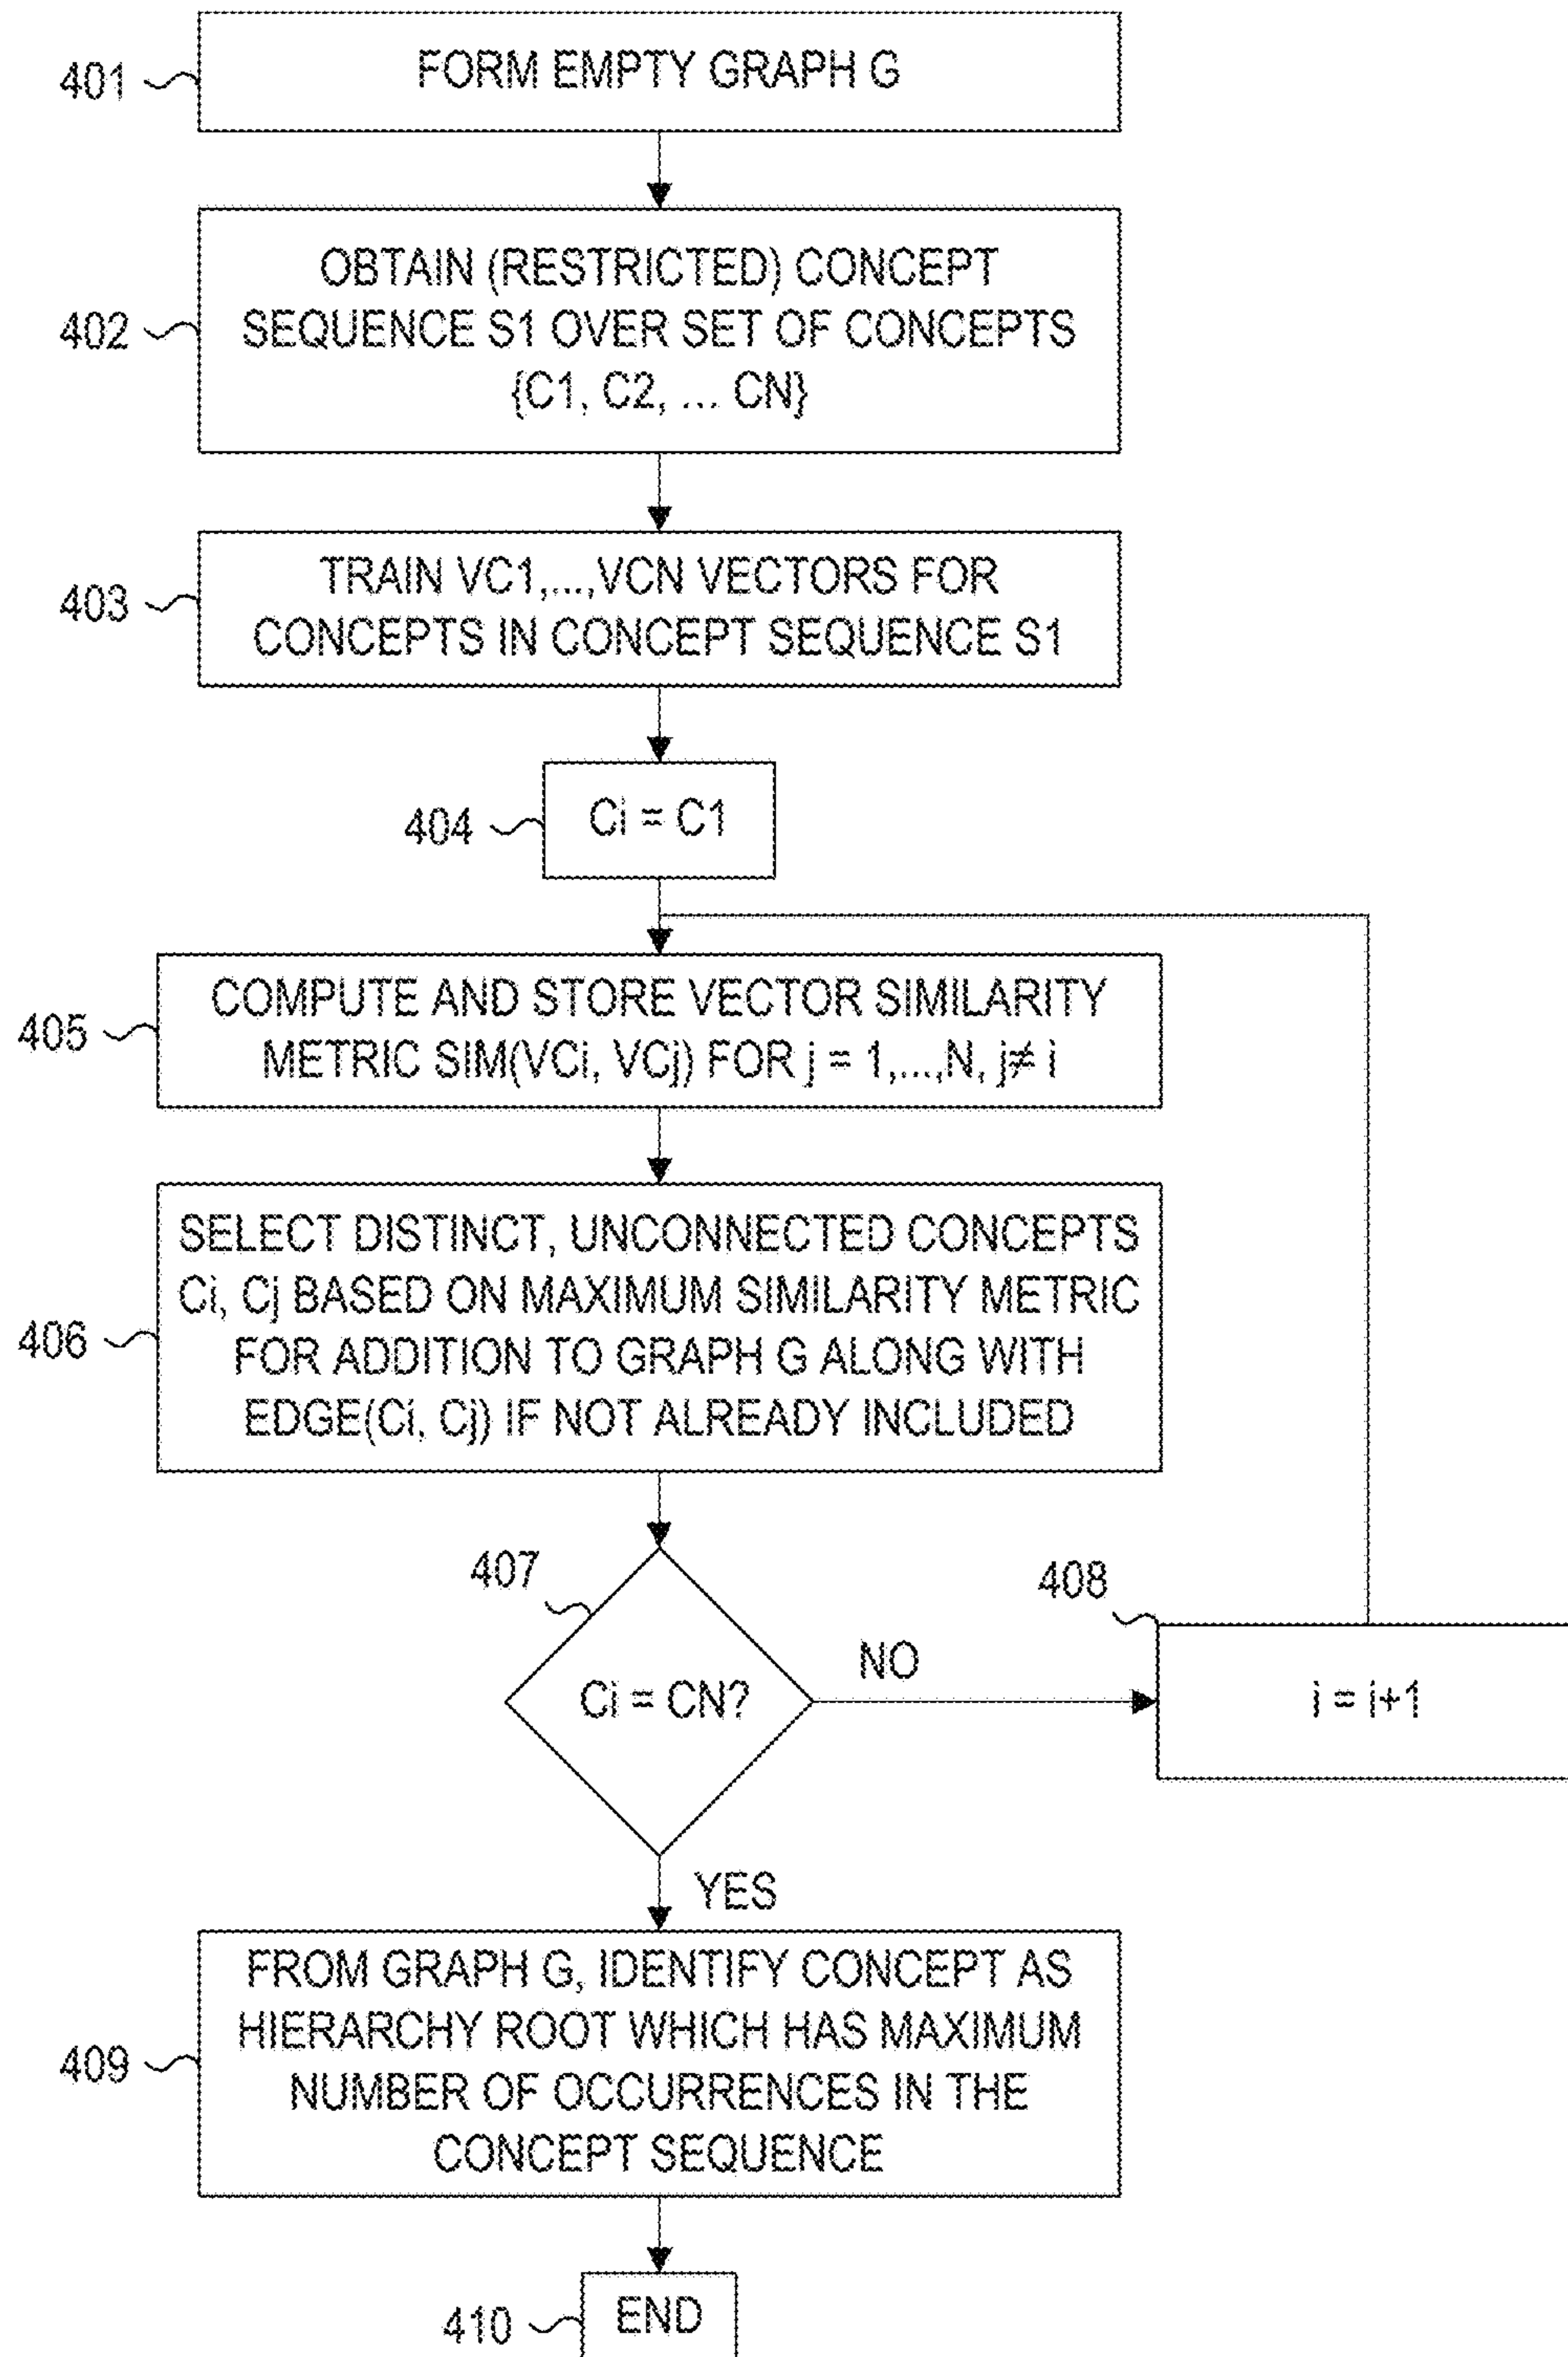 401
FORM EMPTY GRAPH G
402
OBTAIN (RESTRICTED) CONCEPT
SEQUENCE S1 OVER SET OF CONCEPTS
{C1, C2, ... CN}
403
TRAIN VC1,...,VCN VECTORS FOR
CONCEPTS IN CONCEPT SEQUENCE S1
404
Ci = C1
405
COMPUTE AND STORE VECTOR SIMILARITY
METRIC SIM(VCi, VCj) FOR j = 1,...,N, j≠ i
406
SELECT DISTINCT, UNCONNECTED CONCEPTS
Ci, Cj BASED ON MAXIMUM SIMILARITY METRIC
FOR ADDITION TO GRAPH G ALONG WITH
EDGE(Ci, Cj) IF NOT ALREADY INCLUDED
407
Ci = CN?
NO
408
i = i+1
YES
409
FROM GRAPH G, IDENTIFY CONCEPT AS
HIERARCHY ROOT WHICH HAS MAXIMUM
NUMBER OF OCCURRENCES IN THE
CONCEPT SEQUENCE
410
END